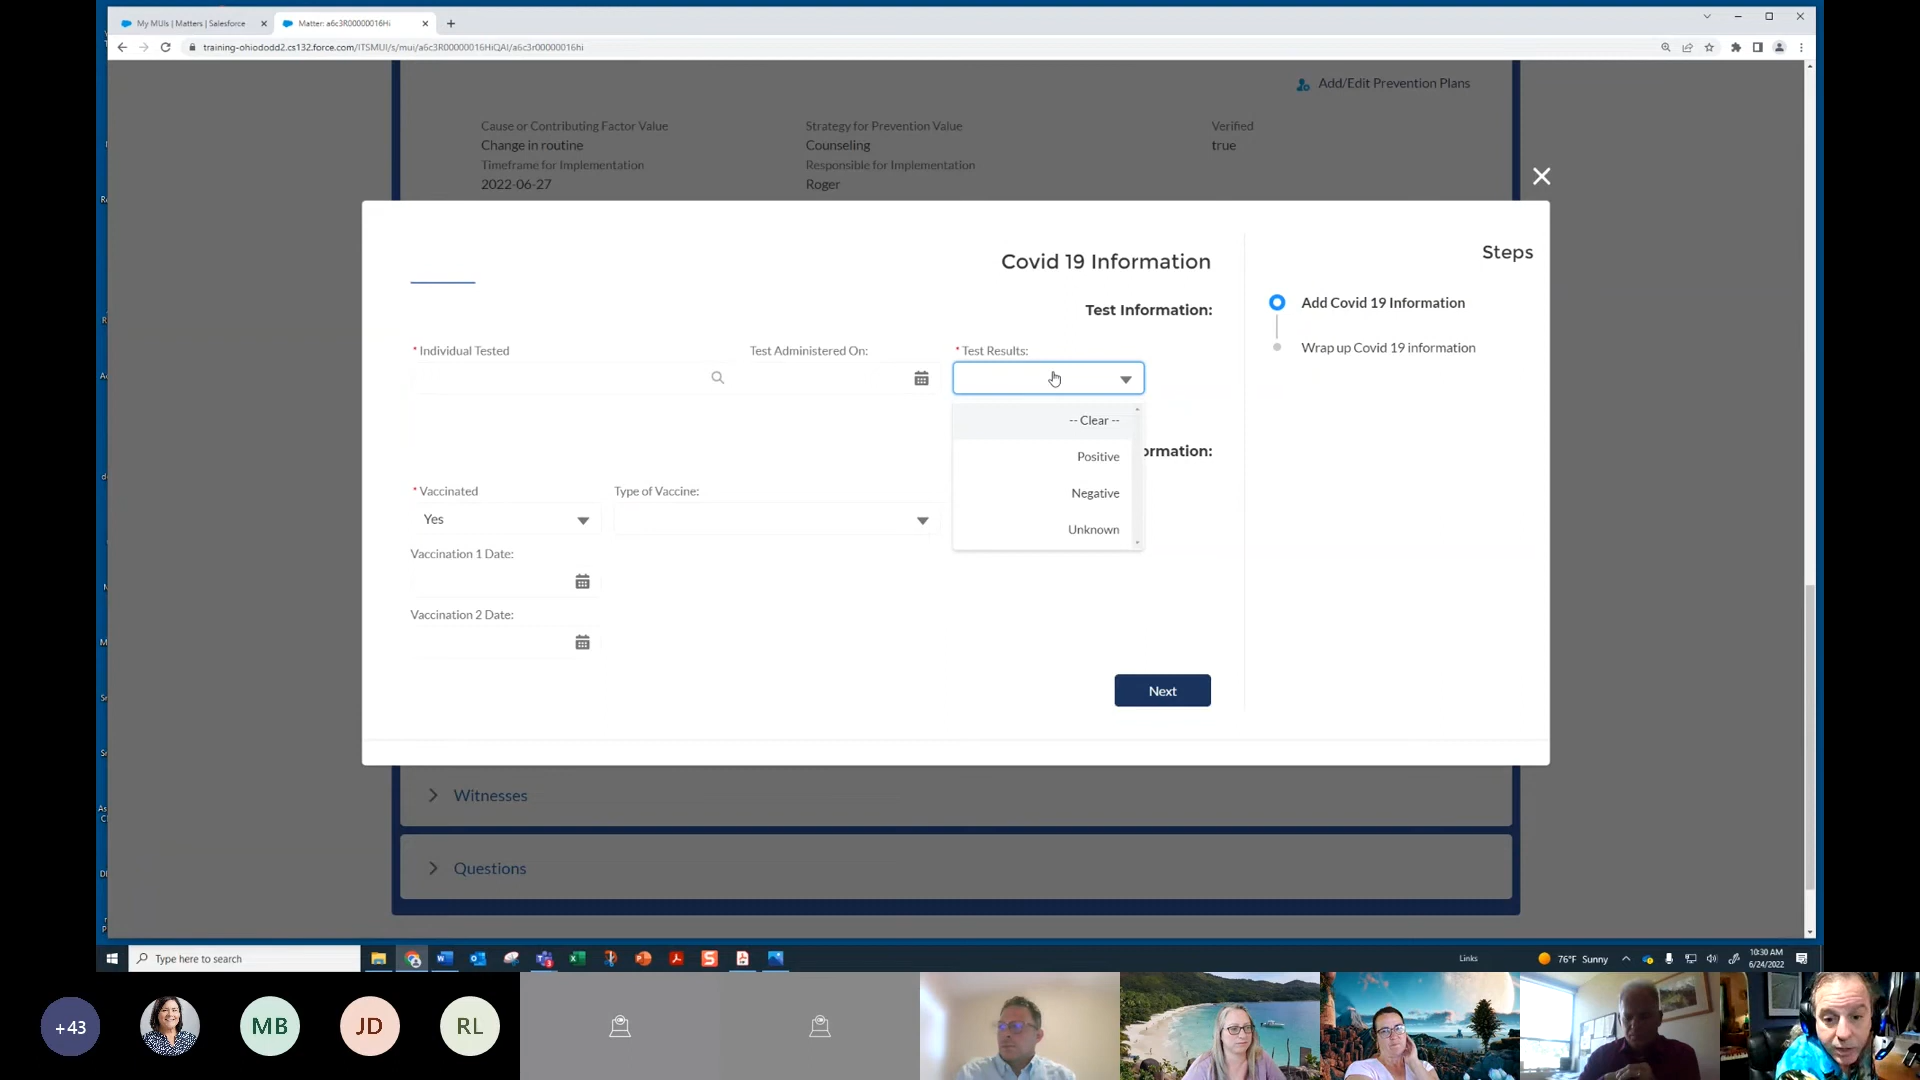 My MUIs | Matters | Salesforce
Matter: a6c3R00000016Hi
training-ohiododd2.cs132.force.com/ITSMUI/s/mui/a6c3R00000016HiQAI/a6c3r00000016hi
Add/Edit Prevention Plans
Cause or Contributing Factor Value
Strategy for Prevention Value
Verified
Change in routine
Counseling
true
Timeframe for Implementation
Responsible for Implementation
2022-06-27
Roger
Covid 19 Information
Steps
Test Information:
Add Covid 19 Information
Wrap up Covid 19 information
* Individual Tested
Test Administered On:
* Test Results:
-- Clear --
Positive
Negative
Unknown
ormation:
* Vaccinated
Type of Vaccine:
Yes
Vaccination 1 Date:
Vaccination 2 Date:
Next
Witnesses
Questions
Type here to search
Links
76°F Sunny
10:30 AM
6/24/2022
+43
MB
JD
RL